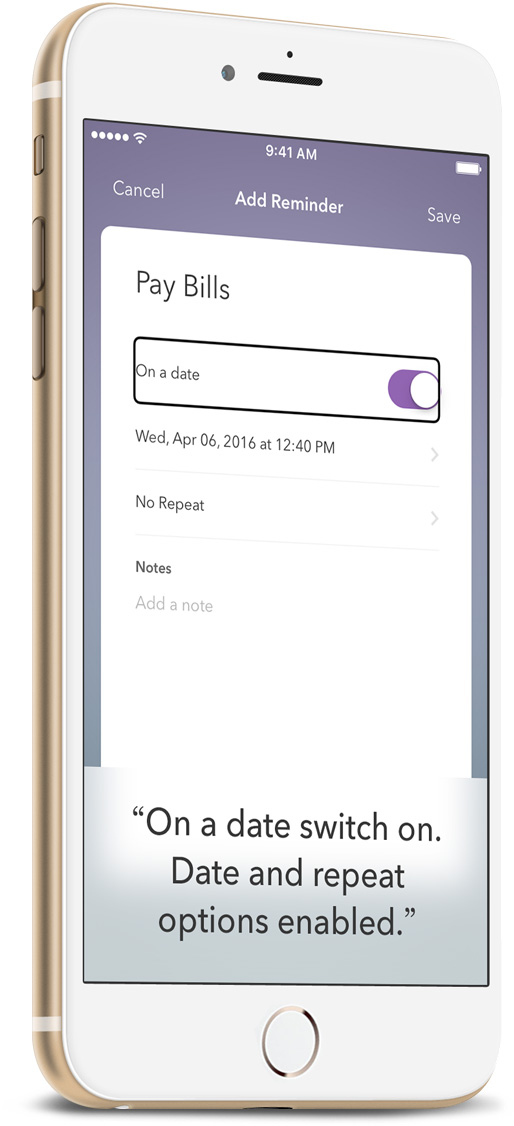 9:41 AM
Cancel
Add Reminder
Save
Pay Bills
On a date
Wed, Apr 06, 2016 at 12:40 PM
No Repeat
Notes
Add a note
“On a date switch on.
Date and repeat
options enabled.”